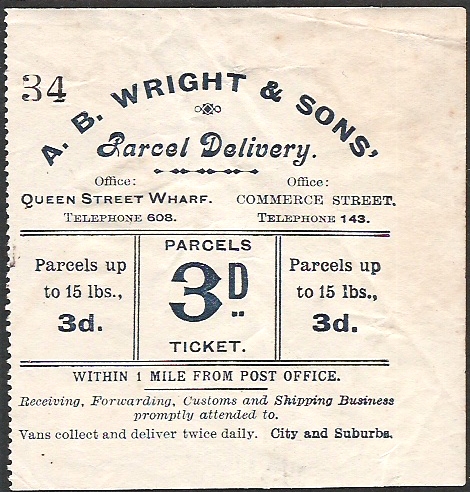 34
A. B. WRIGHT & SONS'
Parcel Delivery.
Office: Office:
QUEEN STREET WHARF. COMMERCE STREET.
TELEPHONE 608. TELEPHONE 143.
Parcels up
to 15 lbs.,
3d.
PARCELS
3D
TICKET.
Parcels up
to 15 lbs.,
3d.
WITHIN 1 MILE FROM POST OFFICE.
Receiving, Forwarding, Customs and Shipping Business
promptly attended to.
Vans collect and deliver twice daily. City and Suburbs.